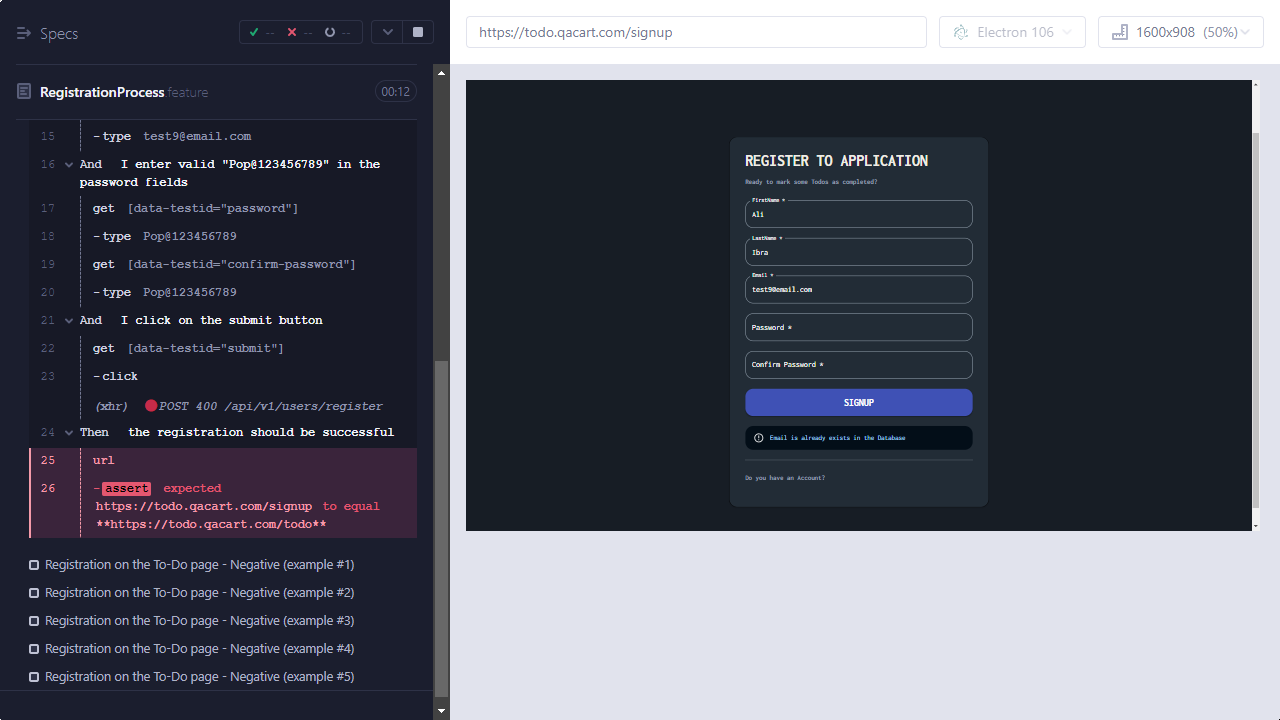 Specs
-- -- --
https://todo.qacart.com/signup
Electron 106
1600x908 (50%)
RegistrationProcess feature
00:12
15 -type test9@email.com
16 And I enter valid "Pop@123456789" in the
password fields
17 get [data-testid="password"]
18 -type Pop@123456789
19 get [data-testid="confirm-password"]
20 -type Pop@123456789
21 And I click on the submit button
22 get [data-testid="submit"]
23 -click
(xhr) POST 400 /api/v1/users/register
24 Then the registration should be successful
25 url
26 -assert expected
https://todo.qacart.com/signup to equal
**https://todo.qacart.com/todo**
Registration on the To-Do page - Negative (example #1)
Registration on the To-Do page - Negative (example #2)
Registration on the To-Do page - Negative (example #3)
Registration on the To-Do page - Negative (example #4)
Registration on the To-Do page - Negative (example #5)
REGISTER TO APPLICATION
Ready to mark some Todos as completed?
FirstName *
Ali
LastName *
Ibra
Email *
test9@email.com
Password *
Confirm Password *
SIGNUP
Email is already exists in the Database
Do you have an Account?